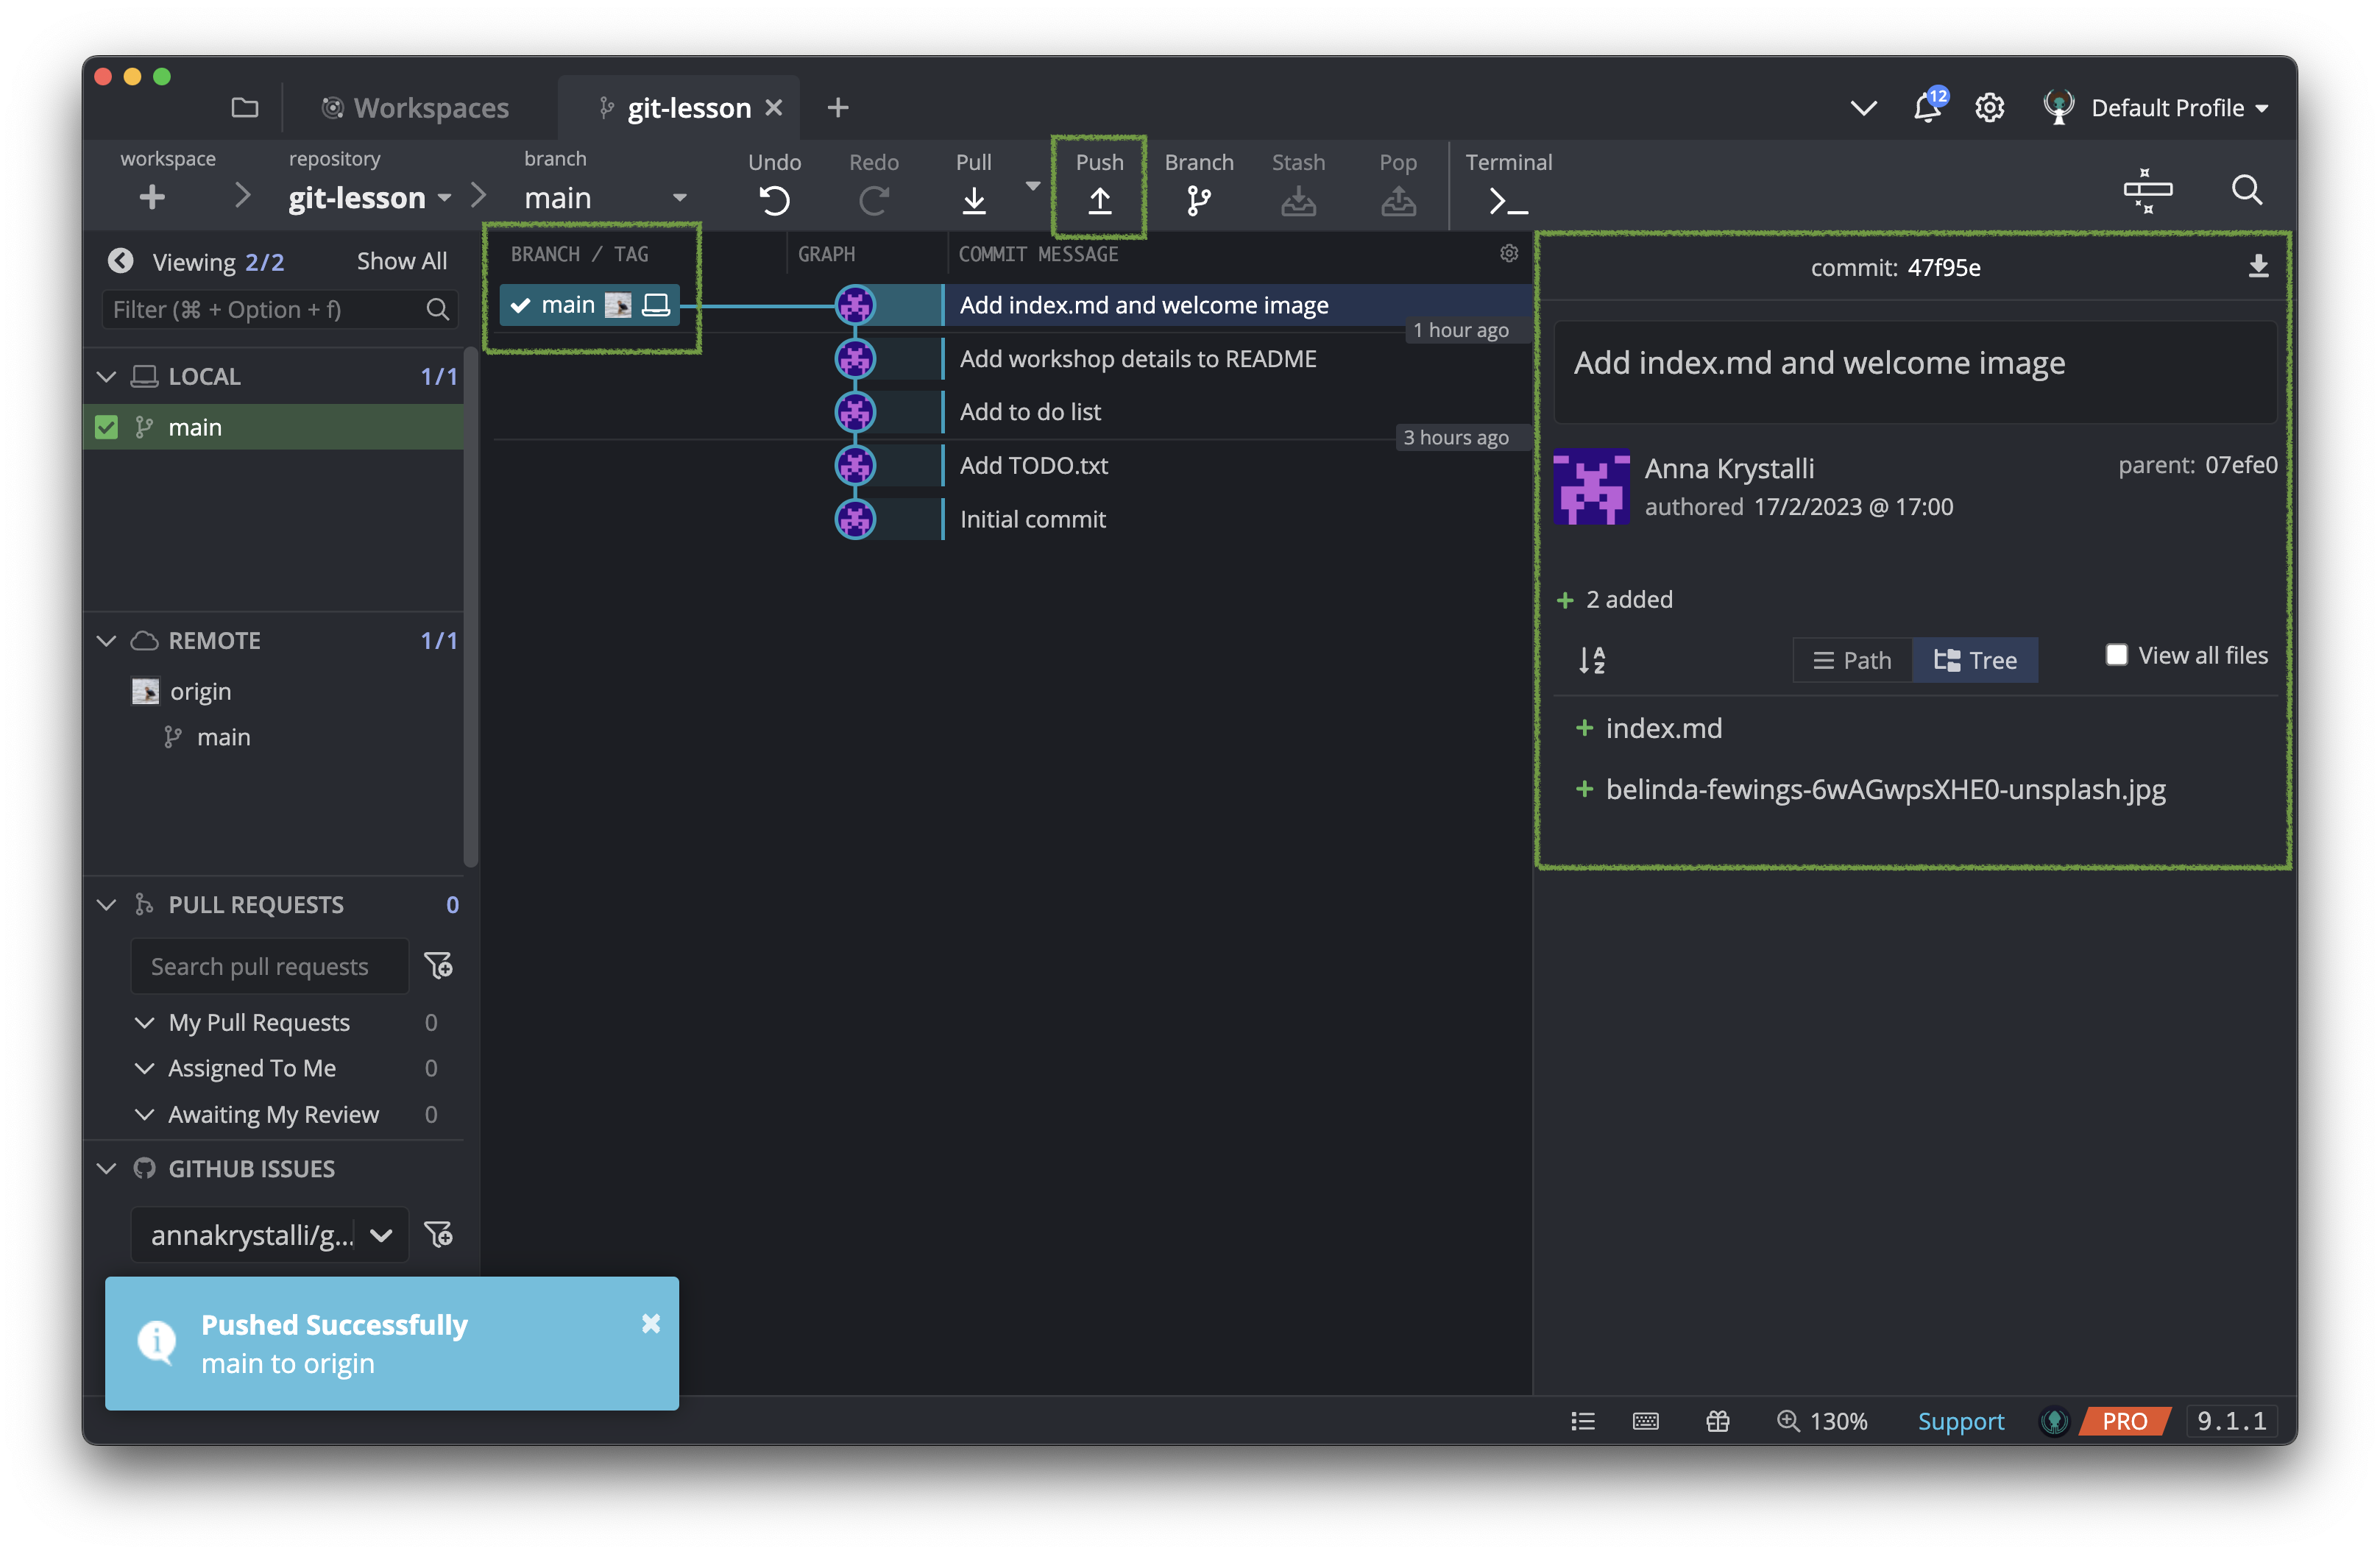 Workspaces
git-lesson
12
Default Profile
workspace
repository
git-lesson
branch
main
Undo
Redo
Pull
Push
Branch
Stash
Pop
Terminal
Viewing 2/2
Show All
Filter (⌘ + Option + f)
LOCAL 1/1
main
REMOTE 1/1
origin
main
PULL REQUESTS 0
Search pull requests
My Pull Requests 0
Assigned To Me 0
Awaiting My Review 0
GITHUB ISSUES
annakrystalli/g...
BRANCH / TAG
GRAPH
COMMIT MESSAGE
main
Add index.md and welcome image
1 hour ago
Add workshop details to README
Add to do list
3 hours ago
Add TODO.txt
Initial commit
commit: 47f95e
Add index.md and welcome image
Anna Krystalli
parent: 07efe0
authored 17/2/2023 @ 17:00
+ 2 added
Path
Tree
View all files
+ index.md
+ belinda-fewings-6wAGwpsXHE0-unsplash.jpg
Pushed Successfully
main to origin
130%
Support
PRO
9.1.1